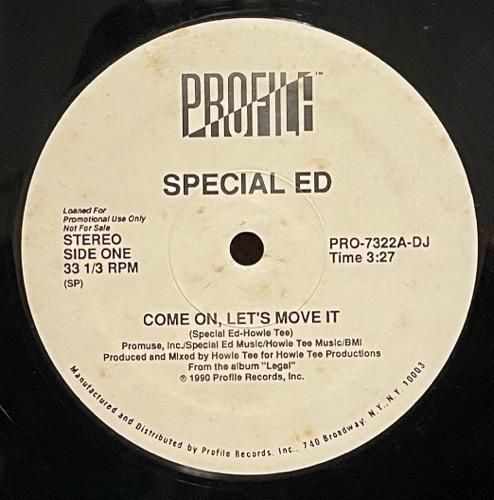 PROFILE™
SPECIAL ED
Loaned For
Promotional Use Only
Not For Sale
STEREO
SIDE ONE
33 1/3 RPM
(SP)
PRO-7322A-DJ
Time 3:27
COME ON, LET'S MOVE IT
(Special Ed-Howie Tee)
Promuse, Inc./Special Ed Music/Howie Tee Music/BMI
Produced and Mixed by Howie Tee for Howie Tee Productions
From the album "Legal"
℗ 1990 Profile Records, Inc.
Manufactured and Distributed by Profile Records, Inc., 740 Broadway, N.Y., N.Y. 10003